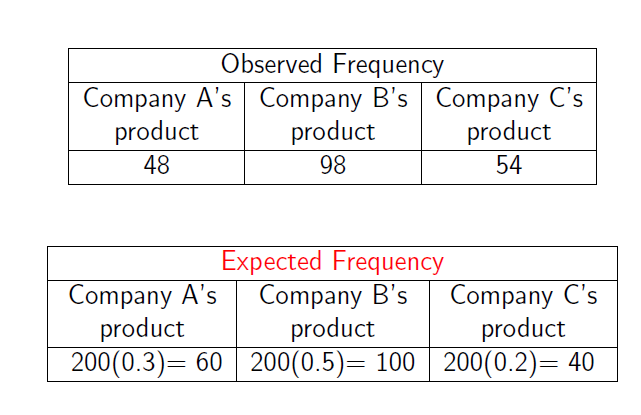 Observed Frequency
Company A's Company B's Company C's
product product product
48 98 54
Expected Frequency
Company A's Company B's Company C's
product product product
200(0.3)= 60 200(0.5)= 100 200(0.2)= 40